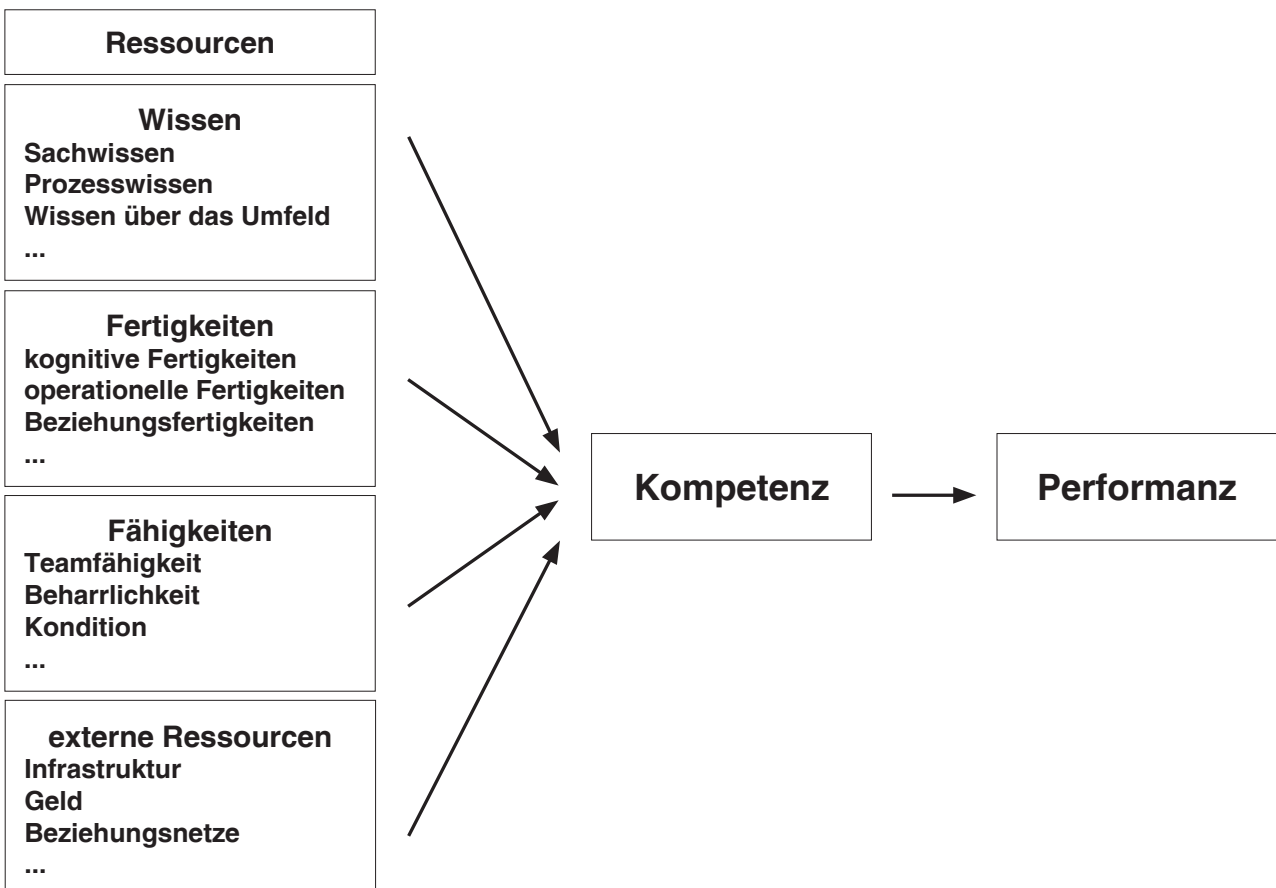 Ressourcen
Wissen
Sachwissen
Prozesswissen
Wissen über das Umfeld
...
Fertigkeiten
kognitive Fertigkeiten
operationelle Fertigkeiten
Beziehungsfertigkeiten
...
Fähigkeiten
Teamfähigkeit
Beharrlichkeit
Kondition
...
externe Ressourcen
Infrastruktur
Geld
Beziehungsnetze
...
Kompetenz
Performanz